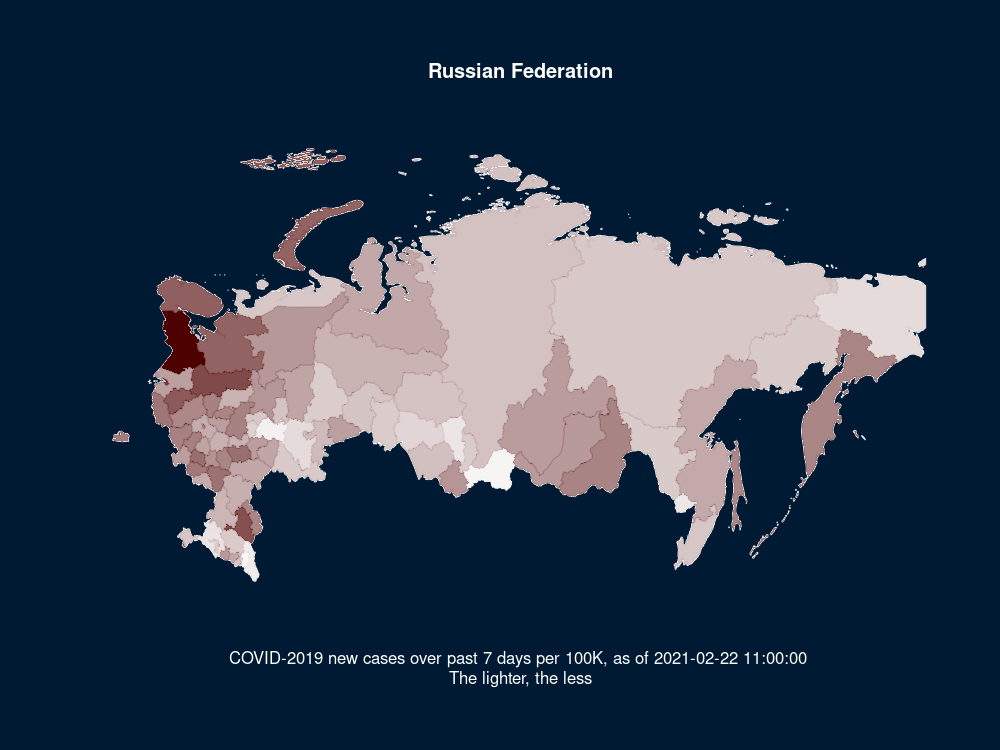 Russian Federation
COVID-2019 new cases over past 7 days per 100K, as of 2021-02-22 11:00:00
The lighter, the less